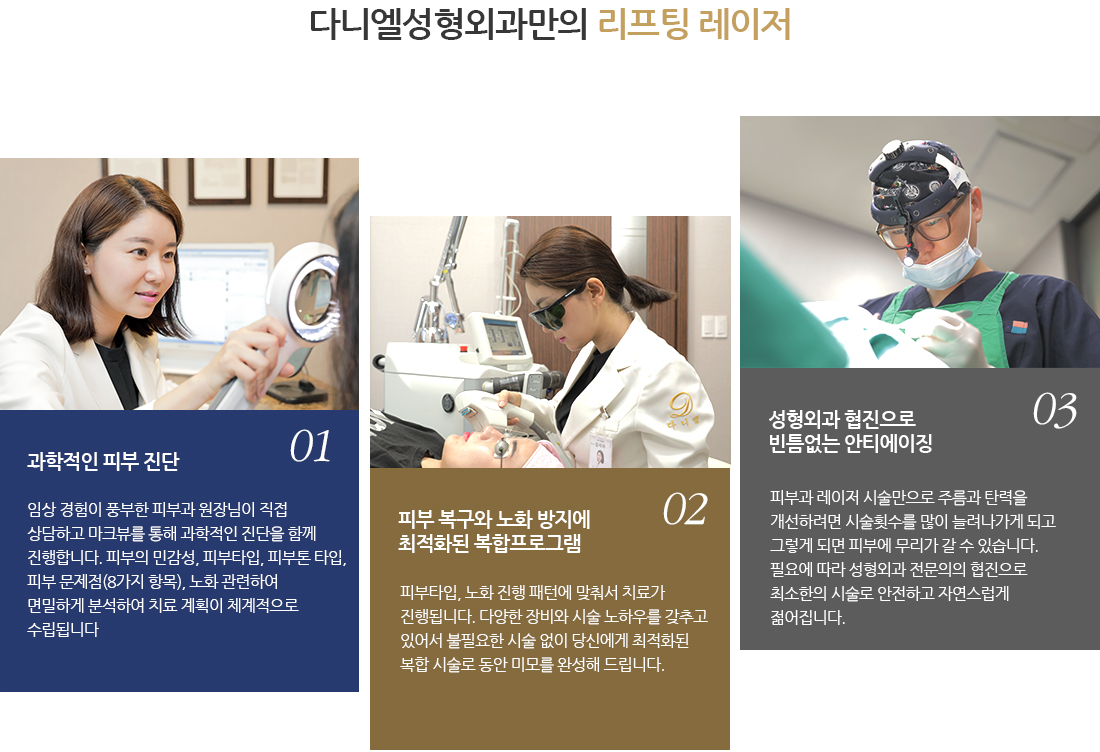 다니엘성형외과만의 리프팅 레이저
01
과학적인 피부 진단
임상 경험이 풍부한 피부과 원장님이 직접
상담하고 마크뷰를 통해 과학적인 진단을 함께
진행합니다. 피부의 민감성, 피부타입, 피부톤 타입,
피부 문제점(8가지 항목), 노화 관련하여
면밀하게 분석하여 치료 계획이 체계적으로
수립됩니다
다니엘
02
피부 복구와 노화 방지에
최적화된 복합프로그램
피부타입, 노화 진행 패턴에 맞춰서 치료가
진행됩니다. 다양한 장비와 시술 노하우를 갖추고
있어서 불필요한 시술 없이 당신에게 최적화된
복합 시술로 동안 미모를 완성해 드립니다.
03
성형외과 협진으로
빈틈없는 안티에이징
피부과 레이저 시술만으로 주름과 탄력을
개선하려면 시술횟수를 많이 늘려나가게 되고
그렇게 되면 피부에 무리가 갈 수 있습니다.
필요에 따라 성형외과 전문의의 협진으로
최소한의 시술로 안전하고 자연스럽게
젊어집니다.